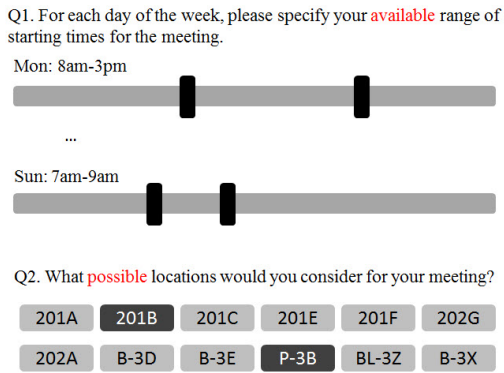 Q1. For each day of the week, please specify your available range of
starting times for the meeting.
Mon: 8am-3pm
...
Sun: 7am-9am
Q2. What possible locations would you consider for your meeting?
201A 201B 201C 201E 201F 202G
202A B-3D B-3E P-3B BL-3Z B-3X